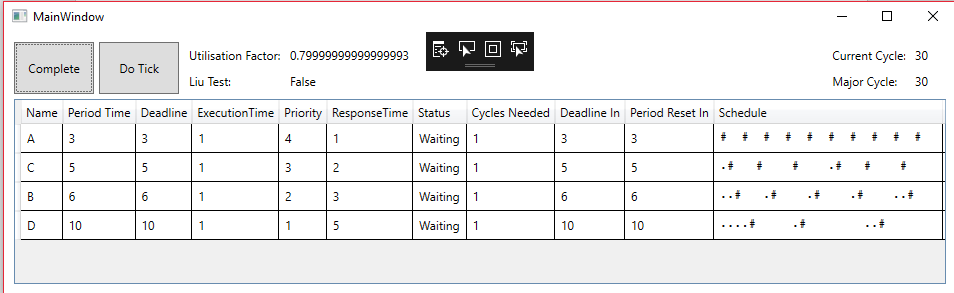 MainWindow
Complete
Do Tick
Utilisation Factor: 0.79999999999999993
Liu Test: False
Current Cycle: 30
Major Cycle: 30
Name Period Time Deadline ExecutionTime Priority ResponseTime Status Cycles Needed Deadline In Period Reset In Schedule
A 3 3 1 4 1 Waiting 1 3 3 #  #  #  #  #  #  #  #  #  #
C 5 5 1 3 2 Waiting 1 5 5 .#   #    #    .#   #    #
B 6 6 1 2 3 Waiting 1 6 6 ..#   .#    .#    .#    ..#
D 10 10 1 1 5 Waiting 1 10 10 ....#     .#        ..#